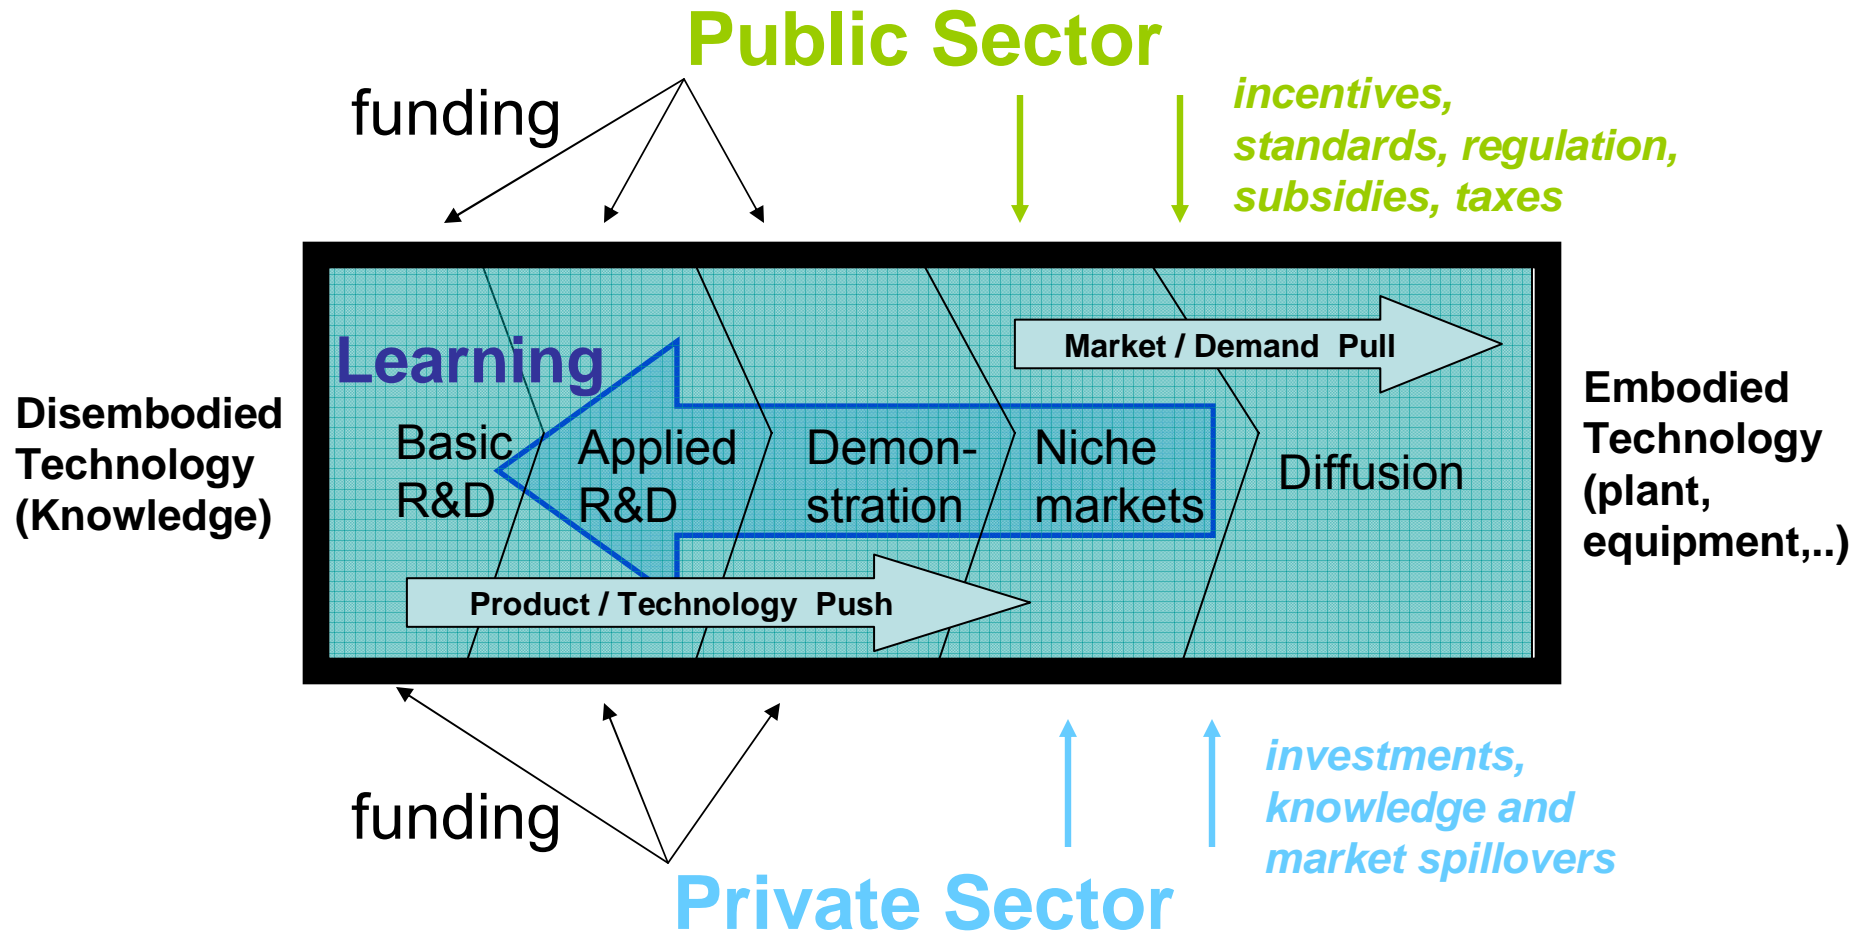 Public Sector
funding
incentives,
standards, regulation,
subsidies, taxes
Market / Demand Pull
Learning
Disembodied
Technology
(Knowledge)
Basic
R&D
Applied
R&D
Demon-
stration
Niche
markets
Diffusion
Embodied
Technology
(plant,
equipment,..)
Product / Technology Push
funding
investments,
knowledge and
market spillovers
Private Sector